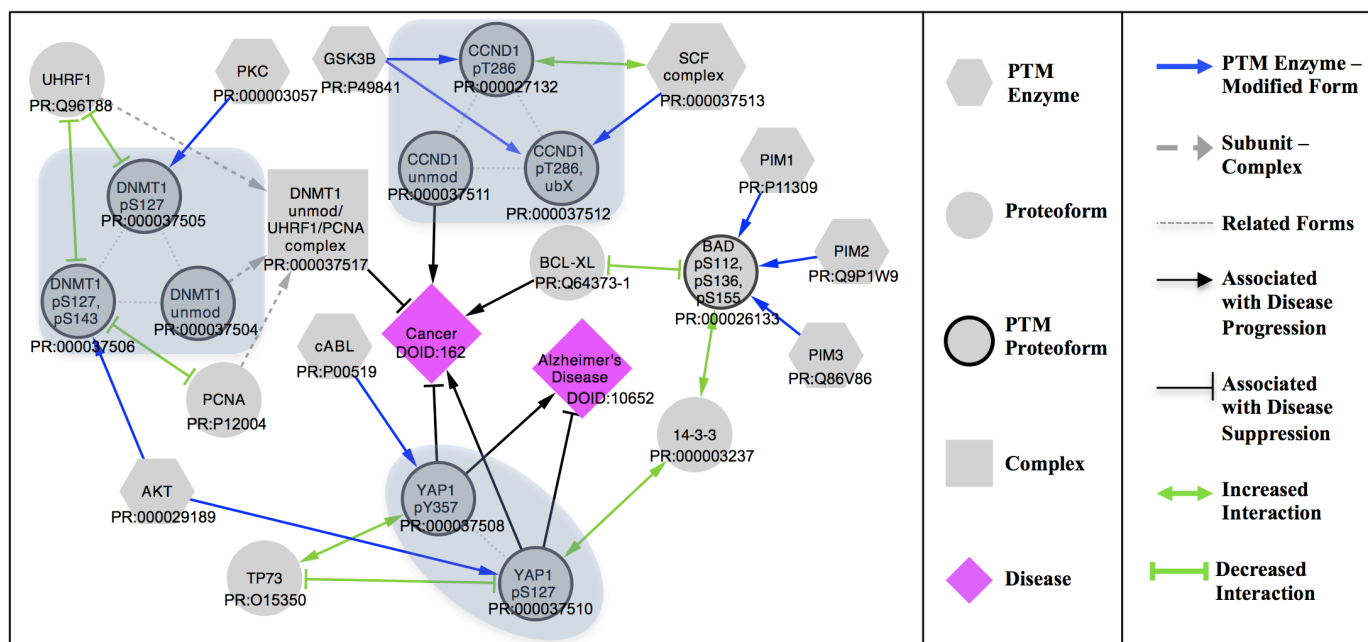 UHRF1
PR:Q96T88
PKC
PR:000003057
GSK3B
PR:P49841
CCND1
pT286
PR:000027132
SCF
complex
PR:000037513
CCND1
unmod
PR:000037511
CCND1
pT286,
ubX
PR:000037512
DNMT1
pS127
PR:000037505
DNMT1
pS127,
pS143
PR:000037506
DNMT1
unmod
PR:000037504
DNMT1
unmod/
UHRF1/PCNA
complex
PR:000037517
PIM1
PR:P11309
PIM2
PR:Q9P1W9
PIM3
PR:Q86V86
BCL-XL
PR:Q64373-1
BAD
pS112,
pS136,
pS155
PR:000026133
PCNA
PR:P12004
cABL
PR:P00519
Cancer
DOID:162
Alzheimer's
Disease
DOID:10652
14-3-3
PR:000003237
AKT
PR:000029189
YAP1
pY357
PR:000037508
YAP1
pS127
PR:000037510
TP73
PR:O15350
PTM
Enzyme
Proteoform
PTM
Proteoform
Complex
Disease
PTM Enzyme –
Modified Form
Subunit –
Complex
Related Forms
Associated
with Disease
Progression
Associated
with Disease
Suppression
Increased
Interaction
Decreased
Interaction